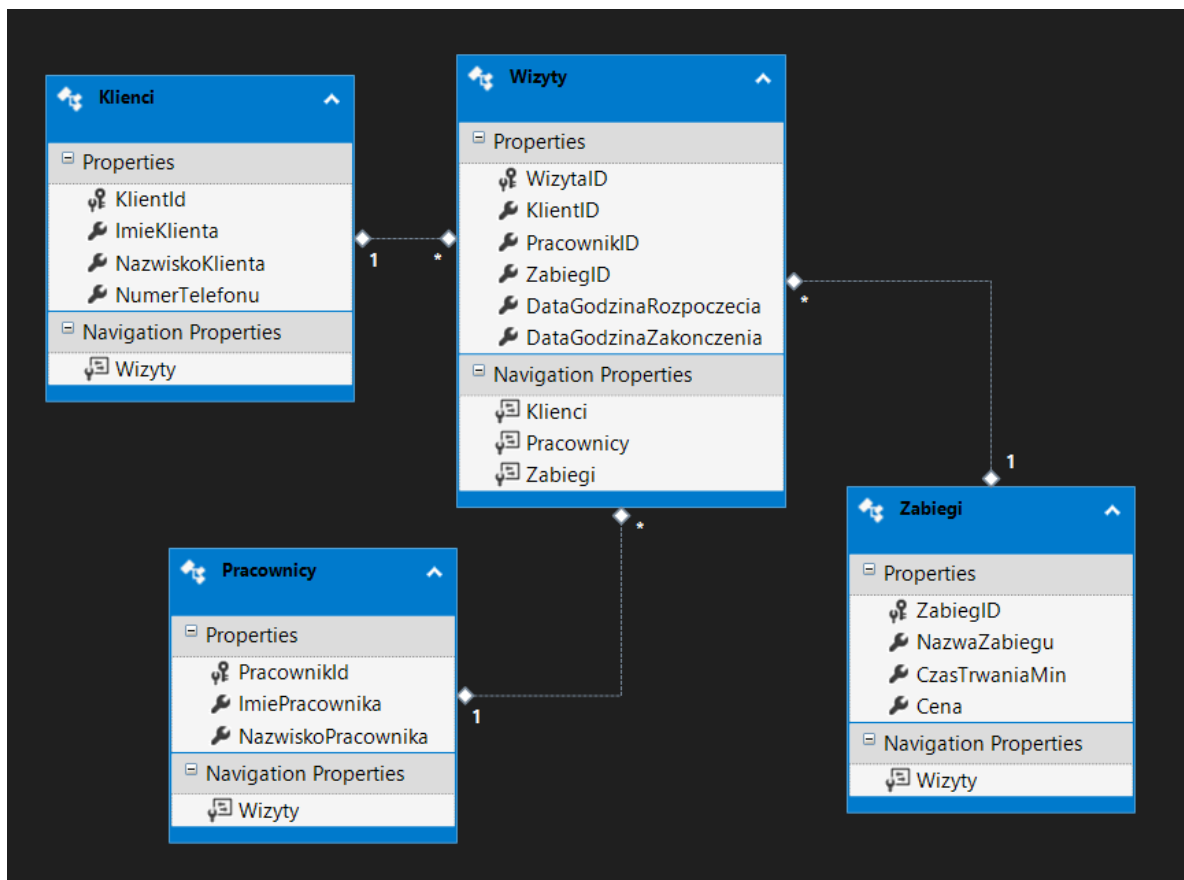 Klienci
Properties
KlientId
ImieKlienta
NazwiskoKlienta
NumerTelefonu
Navigation Properties
Wizyty
1
*
Wizyty
Properties
WizytaID
KlientID
PracownikID
ZabiegID
DataGodzinaRozpoczecia
DataGodzinaZakonczenia
Navigation Properties
Klienci
Pracownicy
Zabiegi
*
1
*
1
Pracownicy
Properties
PracownikId
ImiePracownika
NazwiskoPracownika
Navigation Properties
Wizyty
Zabiegi
Properties
ZabiegID
NazwaZabiegu
CzasTrwaniaMin
Cena
Navigation Properties
Wizyty